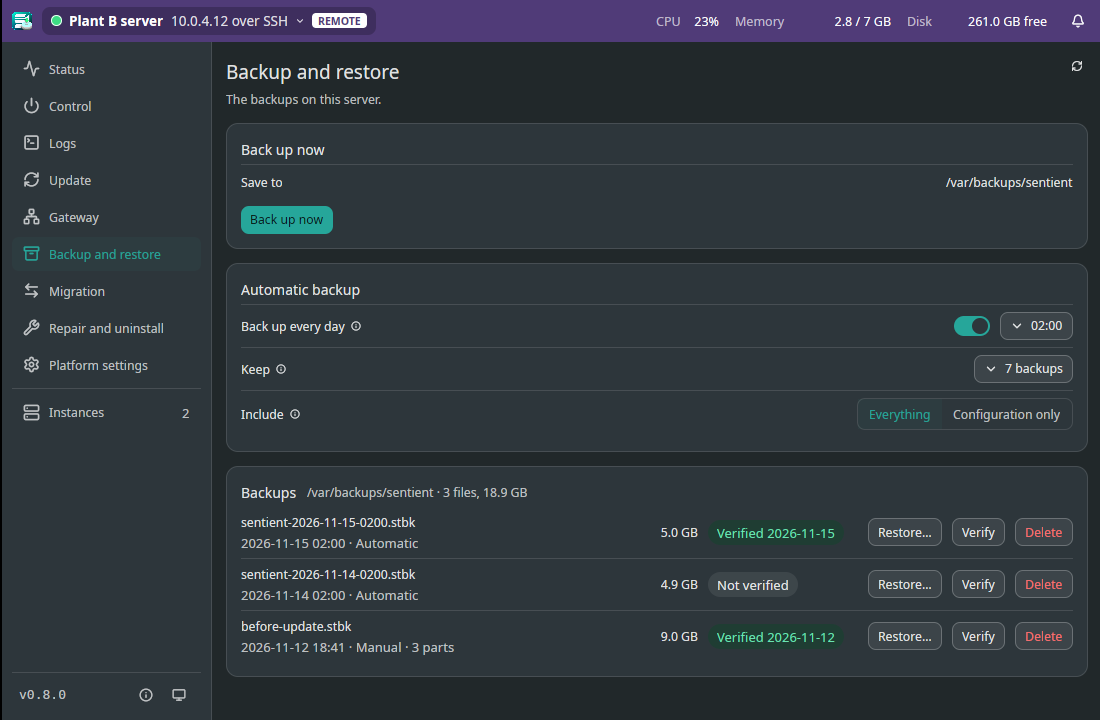 Plant B server 10.0.4.12 over SSH REMOTE CPU 23% Memory 2.8 / 7 GB Disk 261.0 GB free
Status
Control
Logs
Update
Gateway
Backup and restore
Migration
Repair and uninstall
Platform settings
Instances 2
v0.8.0
Backup and restore
The backups on this server.
Back up now
Save to /var/backups/sentient
Back up now
Automatic backup
Back up every day 02:00
Keep 7 backups
Include Everything Configuration only
Backups /var/backups/sentient · 3 files, 18.9 GB
sentient-2026-11-15-0200.stbk
2026-11-15 02:00 · Automatic
5.0 GB Verified 2026-11-15 Restore... Verify Delete
sentient-2026-11-14-0200.stbk
2026-11-14 02:00 · Automatic
4.9 GB Not verified Restore... Verify Delete
before-update.stbk
2026-11-12 18:41 · Manual · 3 parts
9.0 GB Verified 2026-11-12 Restore... Verify Delete